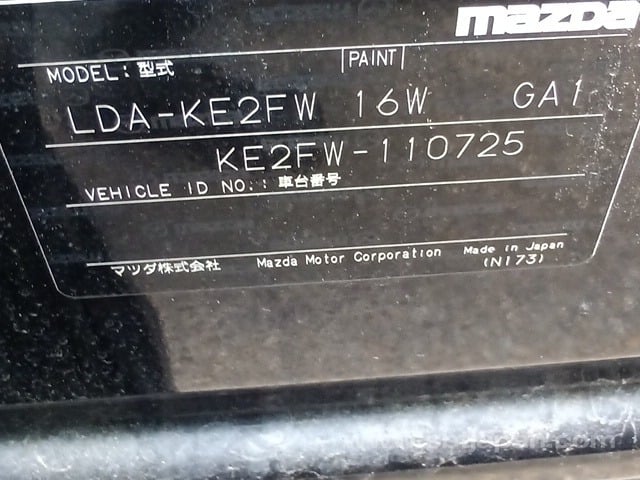 mazda
MODEL: 型式 PAINT
LDA-KE2FW 16W GA1
KE2FW-110725
VEHICLE ID NO.: 車台番号
マツダ株式会社 Mazda Motor Corporation Made in Japan
(N173)